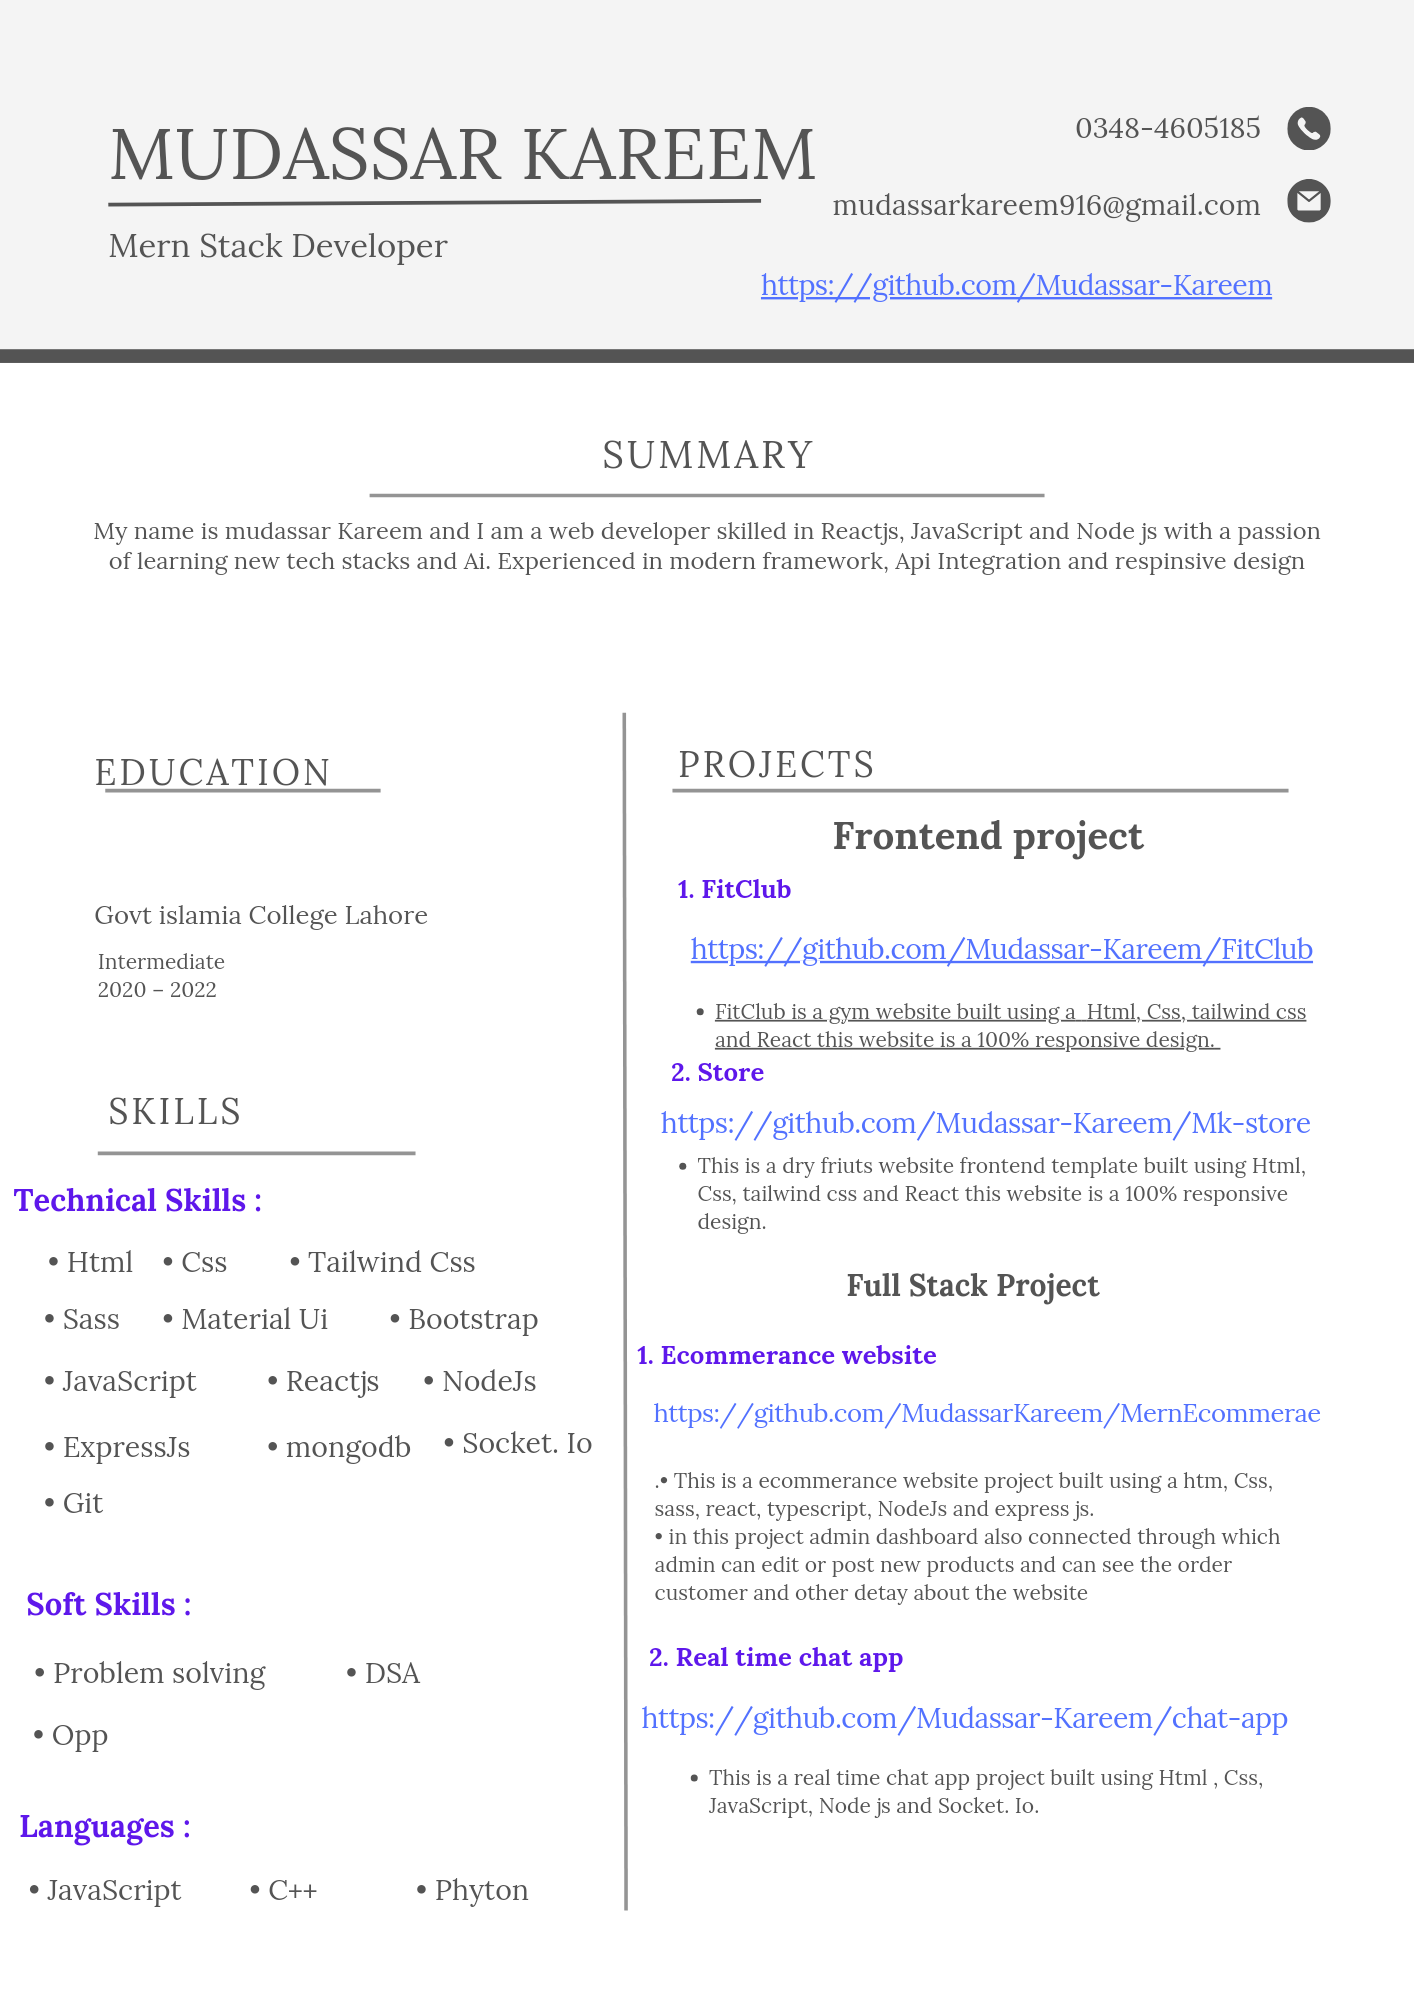 MUDASSAR KAREEM
Mern Stack Developer
0348-4605185
mudassarkareem916@gmail.com
https://github.com/Mudassar-Kareem
SUMMARY
My name is mudassar Kareem and I am a web developer skilled in Reactjs, JavaScript and Node js with a passion
of learning new tech stacks and Ai. Experienced in modern framework, Api Integration and respinsive design
EDUCATION
Govt islamia College Lahore
Intermediate
2020 – 2022
SKILLS
Technical Skills :
• Html • Css • Tailwind Css
• Sass • Material Ui • Bootstrap
• JavaScript • Reactjs • NodeJs
• ExpressJs • mongodb • Socket. Io
• Git
Soft Skills :
• Problem solving • DSA
• Opp
Languages :
• JavaScript • C++ • Phyton
PROJECTS
Frontend project
1. FitClub
https://github.com/Mudassar-Kareem/FitClub
• FitClub is a gym website built using a Html, Css, tailwind css
and React this website is a 100% responsive design.
2. Store
https://github.com/Mudassar-Kareem/Mk-store
• This is a dry friuts website frontend template built using Html,
Css, tailwind css and React this website is a 100% responsive
design.
Full Stack Project
1. Ecommerance website
https://github.com/MudassarKareem/MernEcommerae
.• This is a ecommerance website project built using a htm, Css,
sass, react, typescript, NodeJs and express js.
• in this project admin dashboard also connected through which
admin can edit or post new products and can see the order
customer and other detay about the website
2. Real time chat app
https://github.com/Mudassar-Kareem/chat-app
• This is a real time chat app project built using Html , Css,
JavaScript, Node js and Socket. Io.